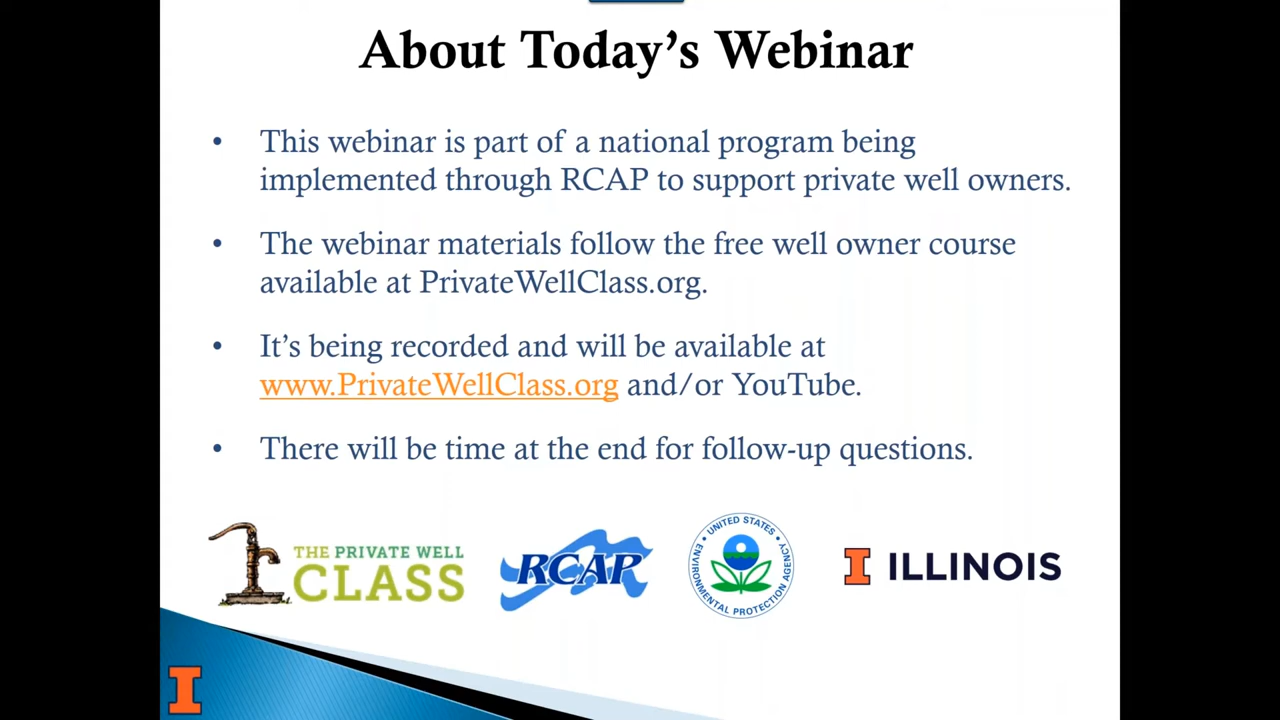 About Today's Webinar
• This webinar is part of a national program being
implemented through RCAP to support private well owners.
• The webinar materials follow the free well owner course
available at PrivateWellClass.org.
• It's being recorded and will be available at
www.PrivateWellClass.org and/or YouTube.
• There will be time at the end for follow-up questions.
THE PRIVATE WELL
CLASS
RCAP
UNITED STATES
ENVIRONMENTAL PROTECTION AGENCY
I ILLINOIS
I